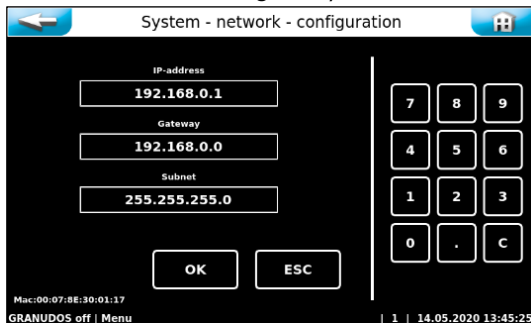 System - network - configuration
IP-address
192.168.0.1
Gateway
192.168.0.0
Subnet
255.255.255.0
7 8 9
4 5 6
1 2 3
0 . C
OK ESC
Mac:00:07:8E:30:01:17
GRANUDOS off | Menu | 1 | 14.05.2020 13:45:25